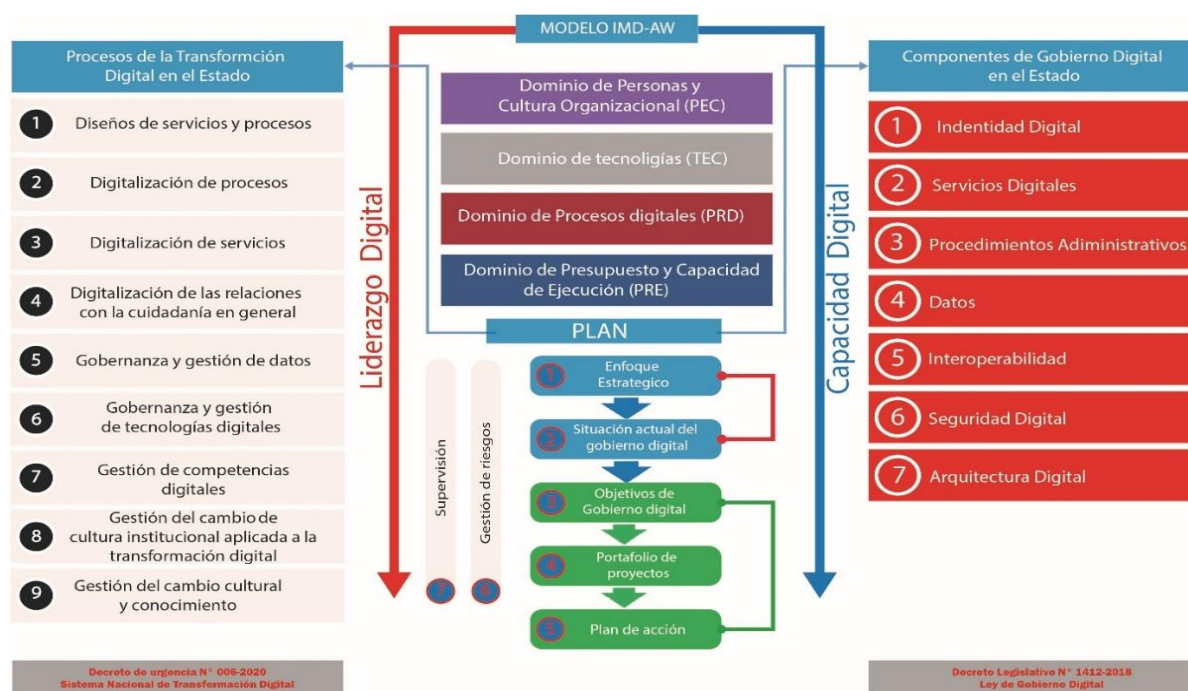 MODELO IMD-AW
Procesos de la Transformción
Digital en el Estado
1
Diseños de servicios y procesos
2
Digitalización de procesos
3
Digitalización de servicios
4
Digitalización de las relaciones
con la cuidadanía en general
5
Gobernanza y gestión de datos
6
Gobernanza y gestión
de tecnologías digitales
7
Gestión de competencias
digitales
8
Gestión del cambio de
cultura institucional aplicada a la
transformación digital
9
Gestión del cambio cultural
y conocimiento
Decreto de urgencia N° 006-2020
Sistema Nacional de Transformación Digital
Liderazgo Digital
Dominio de Personas y
Cultura Organizacional (PEC)
Dominio de tecnoligías (TEC)
Dominio de Procesos digitales (PRD)
Dominio de Presupuesto y Capacidad
de Ejecución (PRE)
PLAN
1
Enfoque
Estrategico
2
Situación actual del
gobierno digital
3
Objetivos de
Gobierno digital
4
Portafolio de
proyectos
5
Plan de acción
Supervisión
7
Gestión de riesgos
6
Capacidad Digital
Componentes de Gobierno Digital
en el Estado
1
Indentidad Digital
2
Servicios Digitales
3
Procedimientos Adiministrativos
4
Datos
5
Interoperabilidad
6
Seguridad Digital
7
Arquitectura Digital
Decreto Legislativo N° 1412-2018
Ley de Gobierno Digital